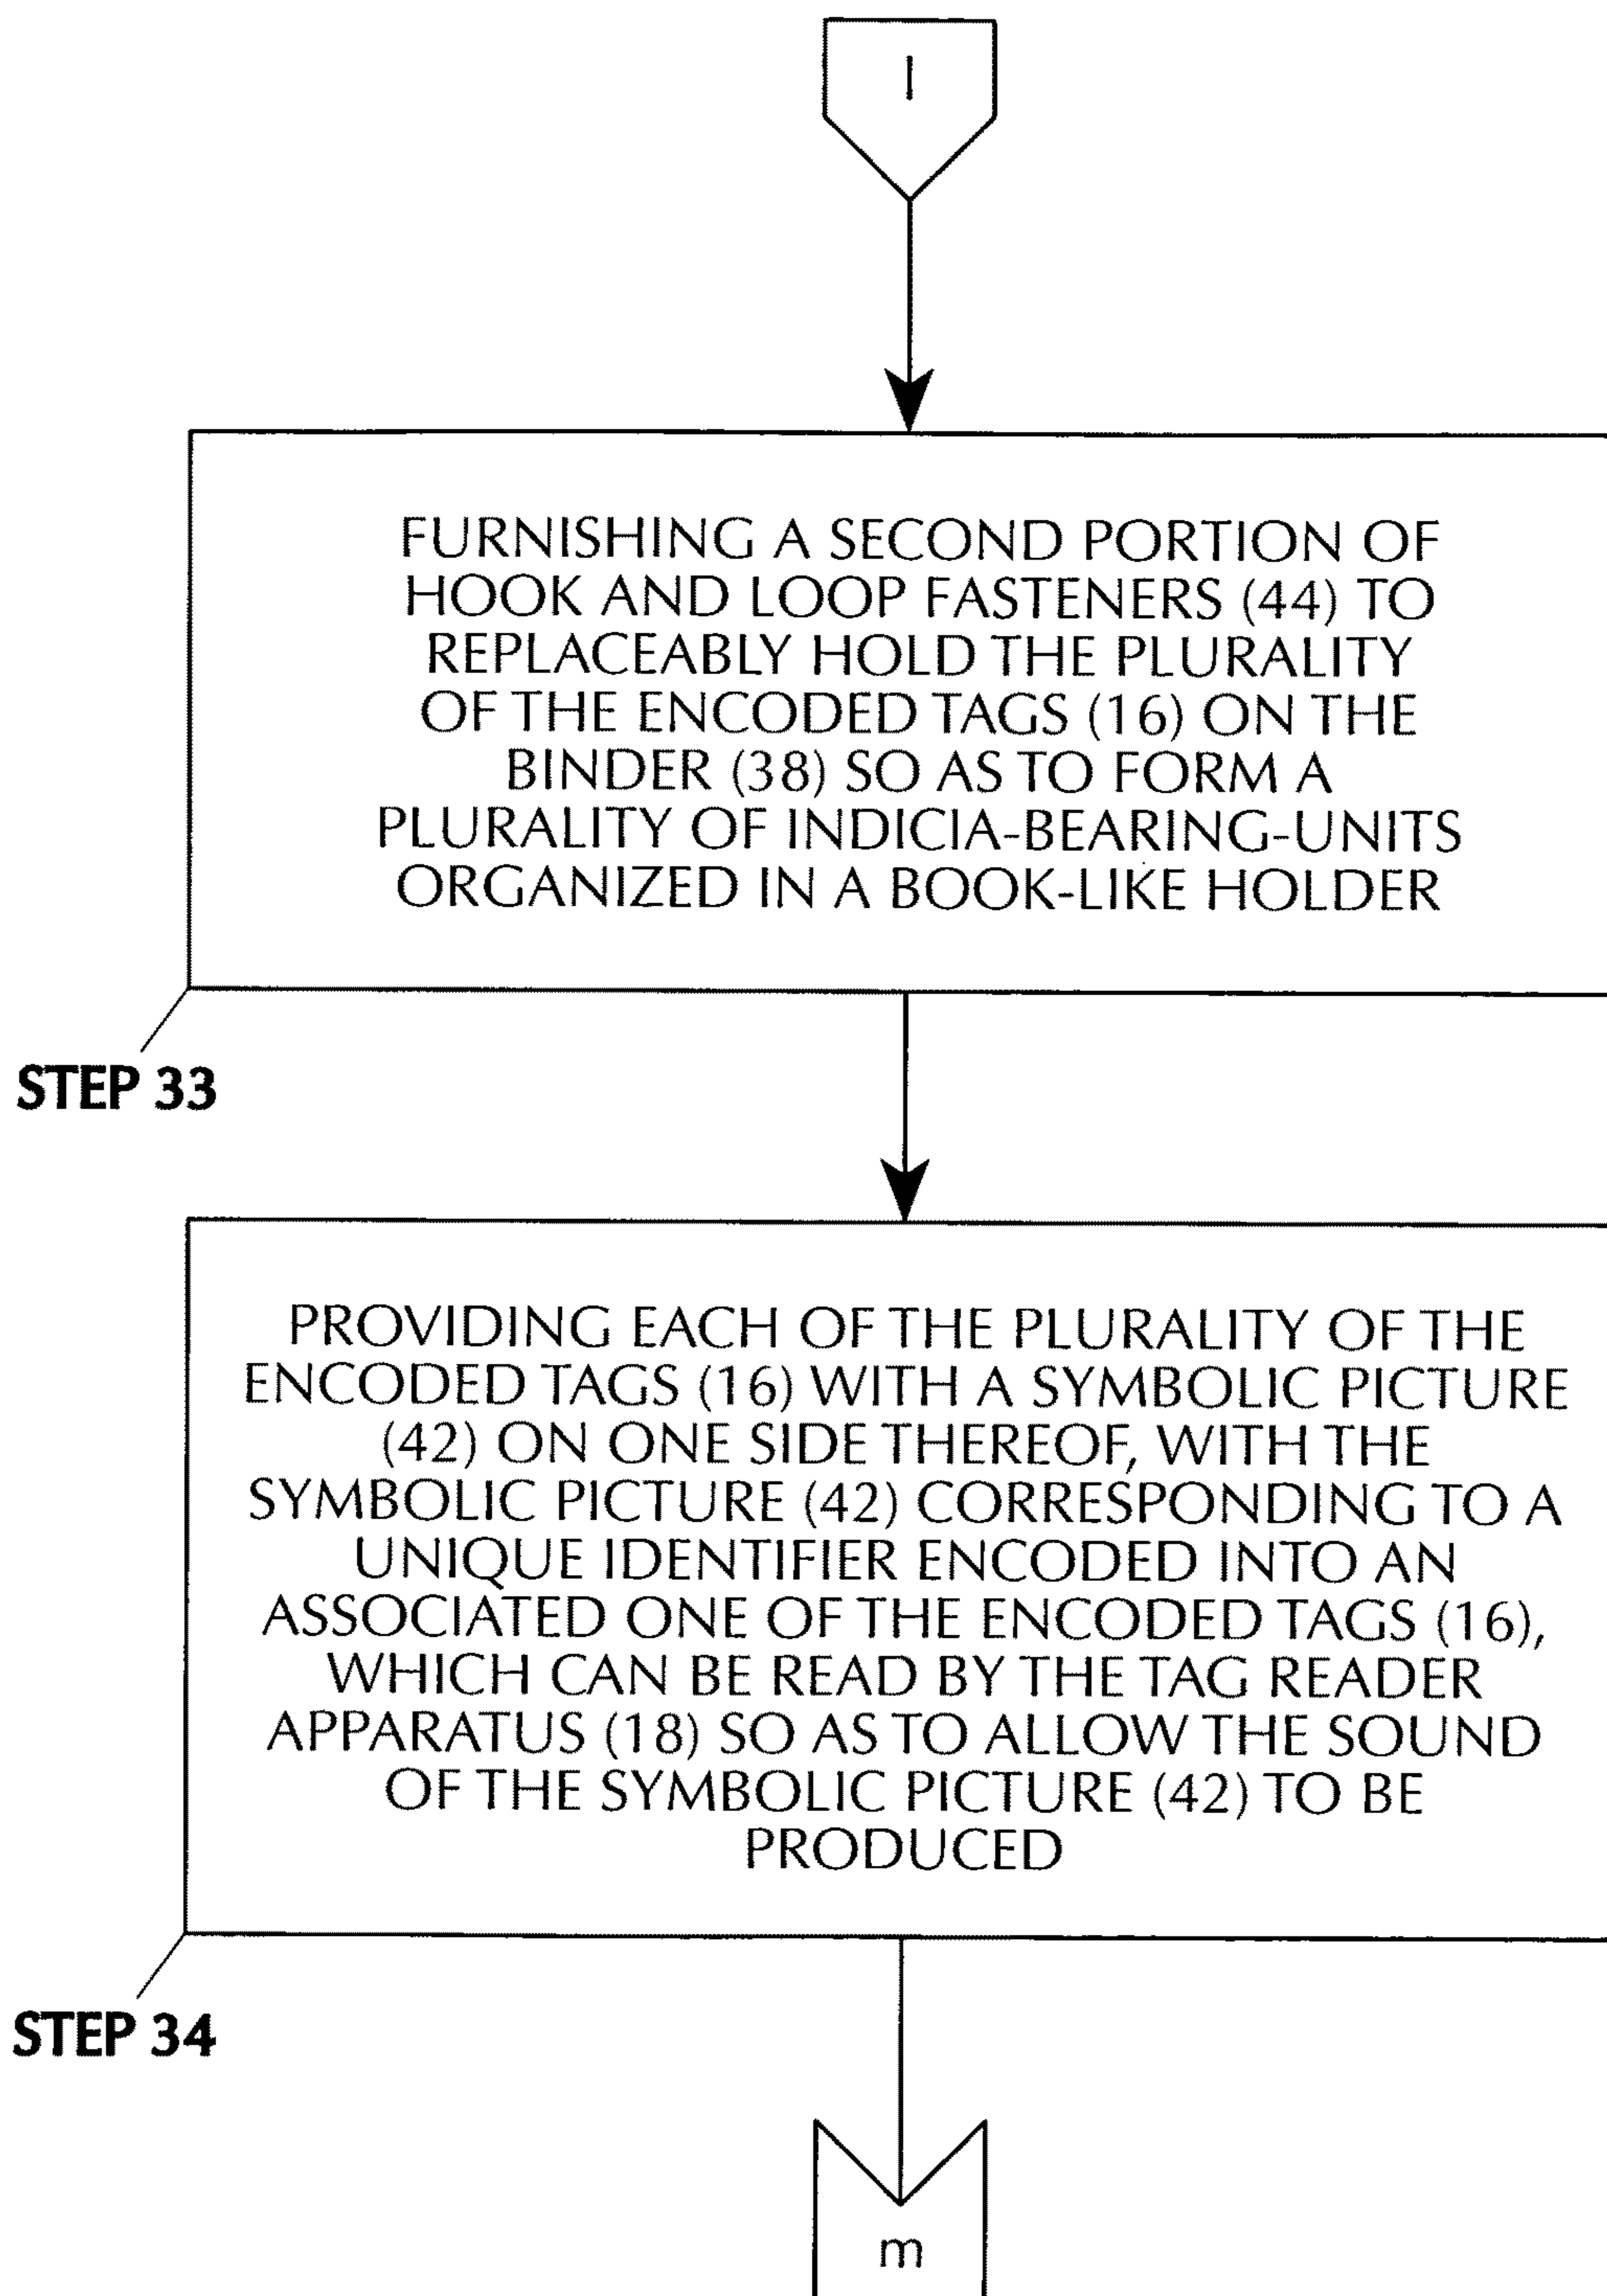 l
FURNISHING A SECOND PORTION OF
HOOK AND LOOP FASTENERS (44) TO
REPLACEABLY HOLD THE PLURALITY
OF THE ENCODED TAGS (16) ON THE
BINDER (38) SO AS TO FORM A
PLURALITY OF INDICIA-BEARING-UNITS
ORGANIZED IN A BOOK-LIKE HOLDER
STEP 33
PROVIDING EACH OF THE PLURALITY OF THE
ENCODED TAGS (16) WITH A SYMBOLIC PICTURE
(42) ON ONE SIDE THEREOF, WITH THE
SYMBOLIC PICTURE (42) CORRESPONDING TO A
UNIQUE IDENTIFIER ENCODED INTO AN
ASSOCIATED ONE OF THE ENCODED TAGS (16),
WHICH CAN BE READ BY THE TAG READER
APPARATUS (18) SO AS TO ALLOW THE SOUND
OF THE SYMBOLIC PICTURE (42) TO BE
PRODUCED
STEP 34
m